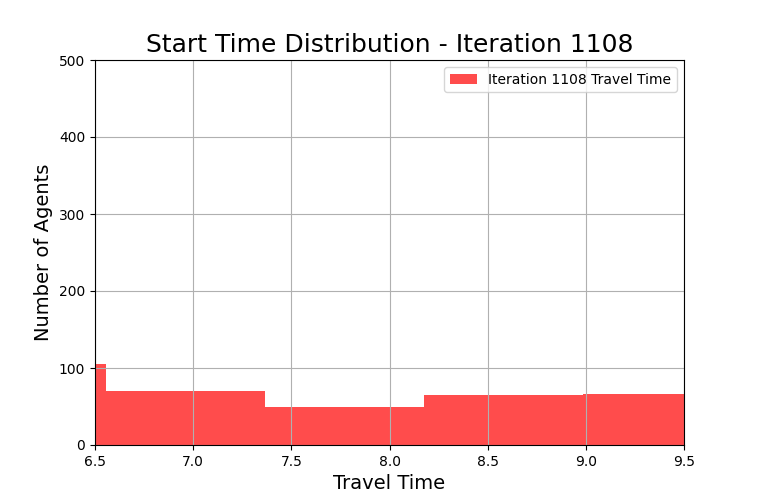 Start Time Distribution - Iteration 1108
Iteration 1108 Travel Time
Number of Agents
500
400
300
200
100
0
6.5 7.0 7.5 8.0 8.5 9.0 9.5
Travel Time